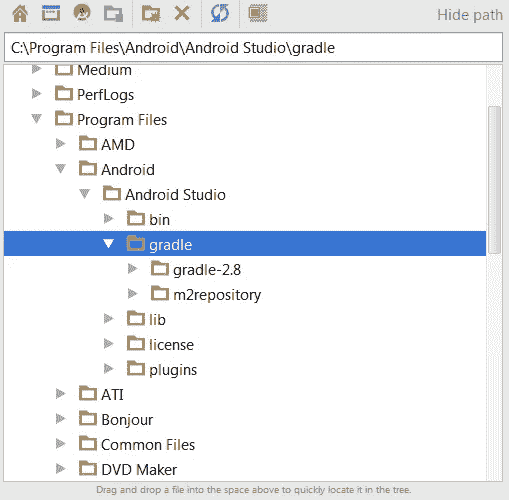 Hide path
C:\Program Files\Android\Android Studio\gradle
Medium
PerfLogs
Program Files
AMD
Android
Android Studio
bin
gradle
gradle-2.8
m2repository
lib
license
plugins
ATI
Bonjour
Common Files
DVD Maker
Drag and drop a file into the space above to quickly locate it in the tree.